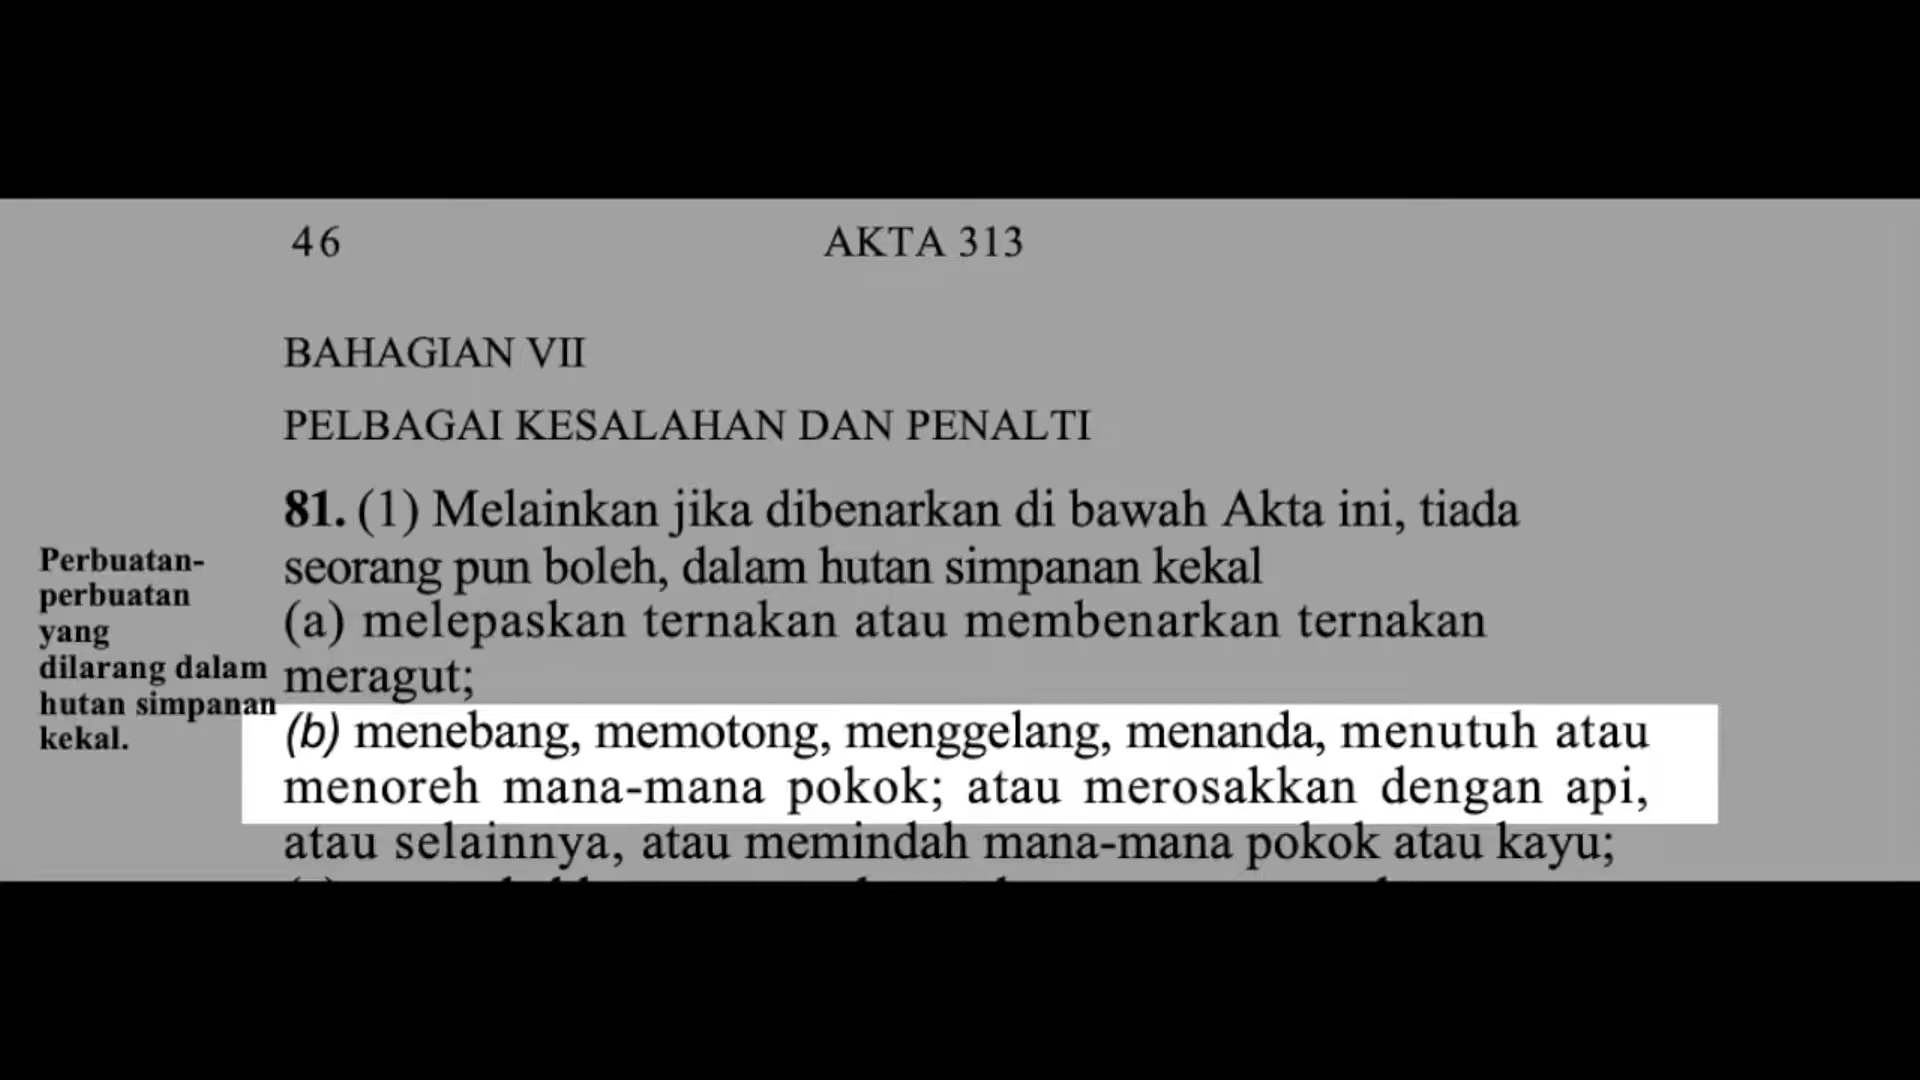 46 AKTA 313
BAHAGIAN VII
PELBAGAI KESALAHAN DAN PENALTI
81. (1) Melainkan jika dibenarkan di bawah Akta ini, tiada
seorang pun boleh, dalam hutan simpanan kekal
(a) melepaskan ternakan atau membenarkan ternakan
meragut;
(b) menebang, memotong, menggelang, menanda, menutuh atau
menoreh mana-mana pokok; atau merosakkan dengan api,
atau selainnya, atau memindah mana-mana pokok atau kayu;
Perbuatan-
perbuatan
yang
dilarang dalam
hutan simpanan
kekal.